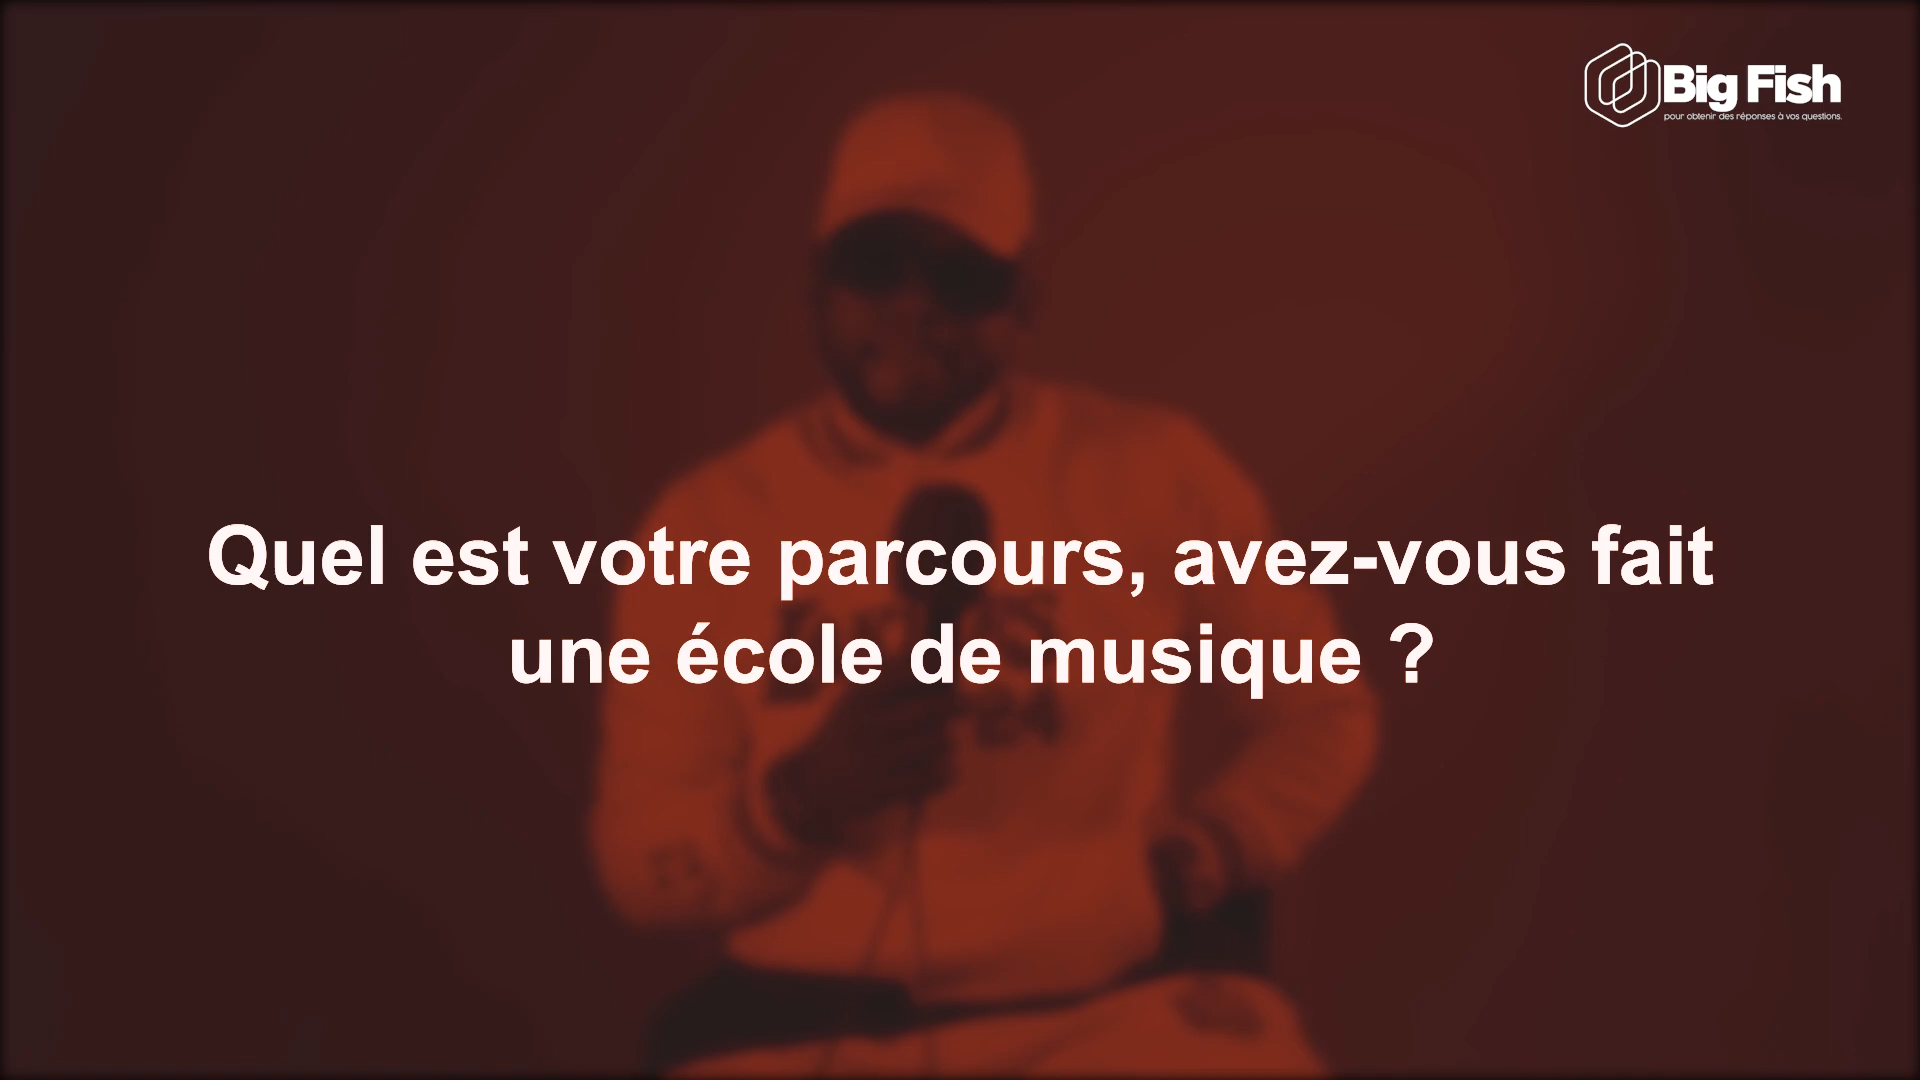 Big Fish
pour obtenir des réponses à vos questions.
Quel est votre parcours, avez-vous fait
une école de musique ?
24